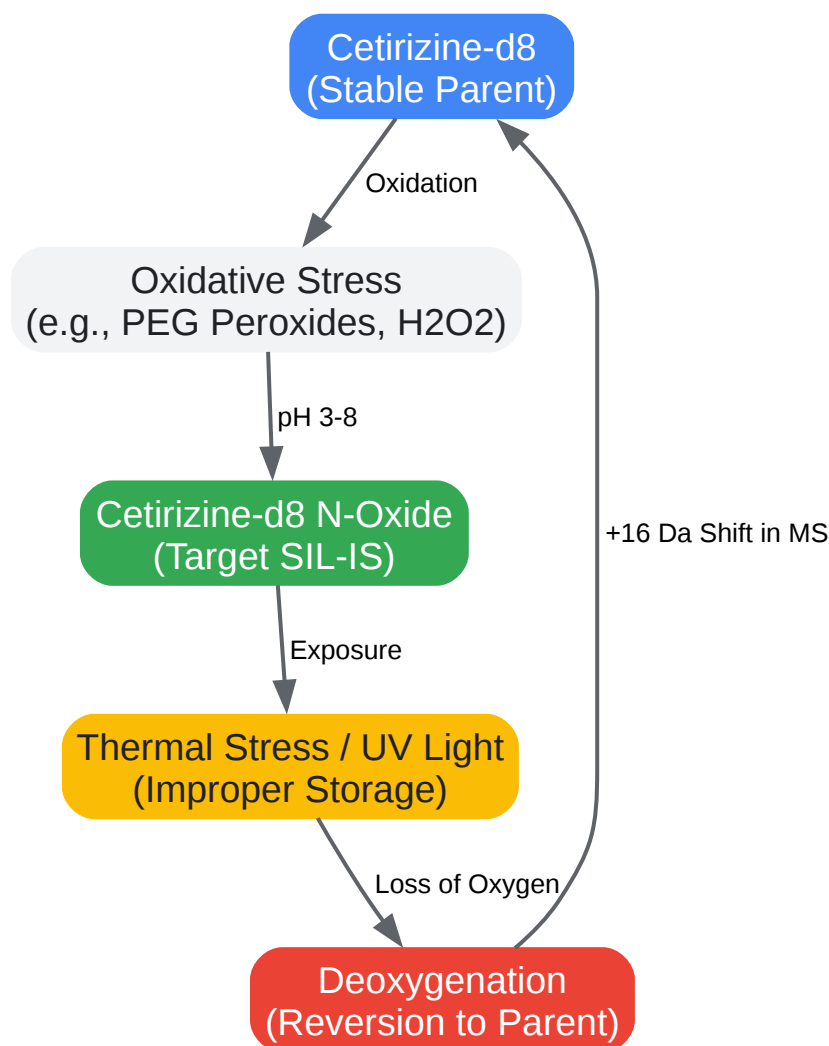 Cetirizine-d8
(Stable Parent)
Oxidation
Oxidative Stress
(e.g., PEG Peroxides, H2O2)
pH 3-8
Cetirizine-d8 N-Oxide
(Target SIL-IS)
+16 Da Shift in MS
Exposure
Thermal Stress / UV Light
(Improper Storage)
Loss of Oxygen
Deoxygenation
(Reversion to Parent)